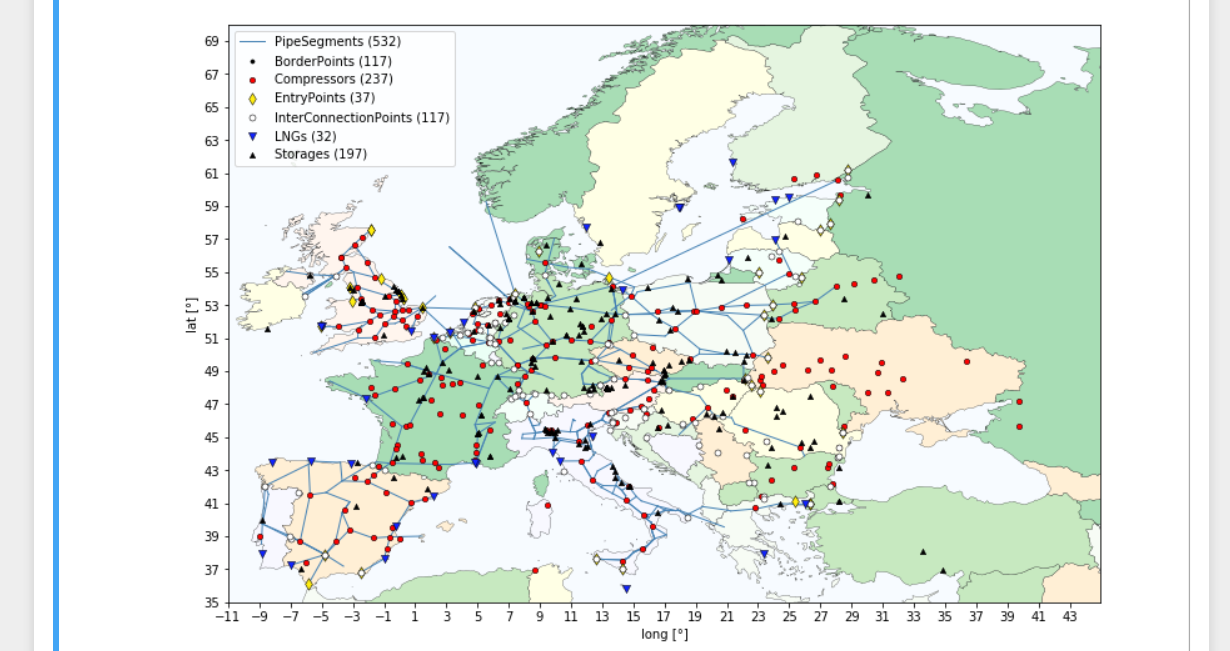 PipeSegments (532)
BorderPoints (117)
Compressors (237)
EntryPoints (37)
InterConnectionPoints (117)
LNGs (32)
Storages (197)
69
67
65
63
61
59
57
55
53
51
49
47
45
43
41
39
37
35
lat [°]
−11 −9 −7 −5 −3 −1 1 3 5 7 9 11 13 15 17 19 21 23 25 27 29 31 33 35 37 39 41 43
long [°]